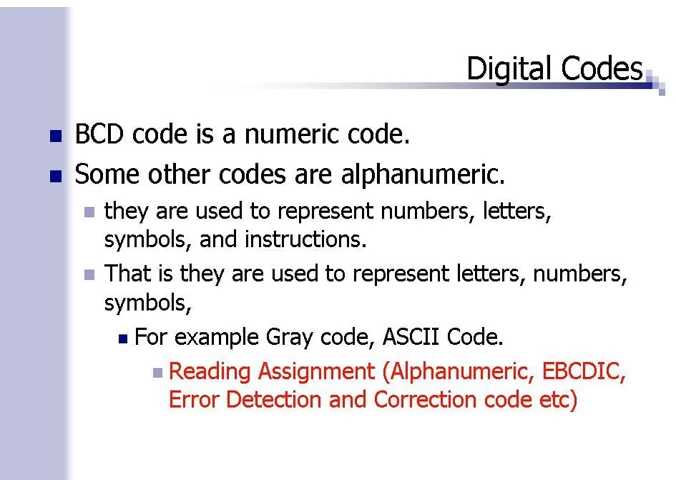 Digital Codes
BCD code is a numeric code.
Some other codes are alphanumeric.
they are used to represent numbers, letters,
symbols, and instructions.
That is they are used to represent letters, numbers,
symbols,
For example Gray code, ASCII Code.
Reading Assignment (Alphanumeric, EBCDIC,
Error Detection and Correction code etc)